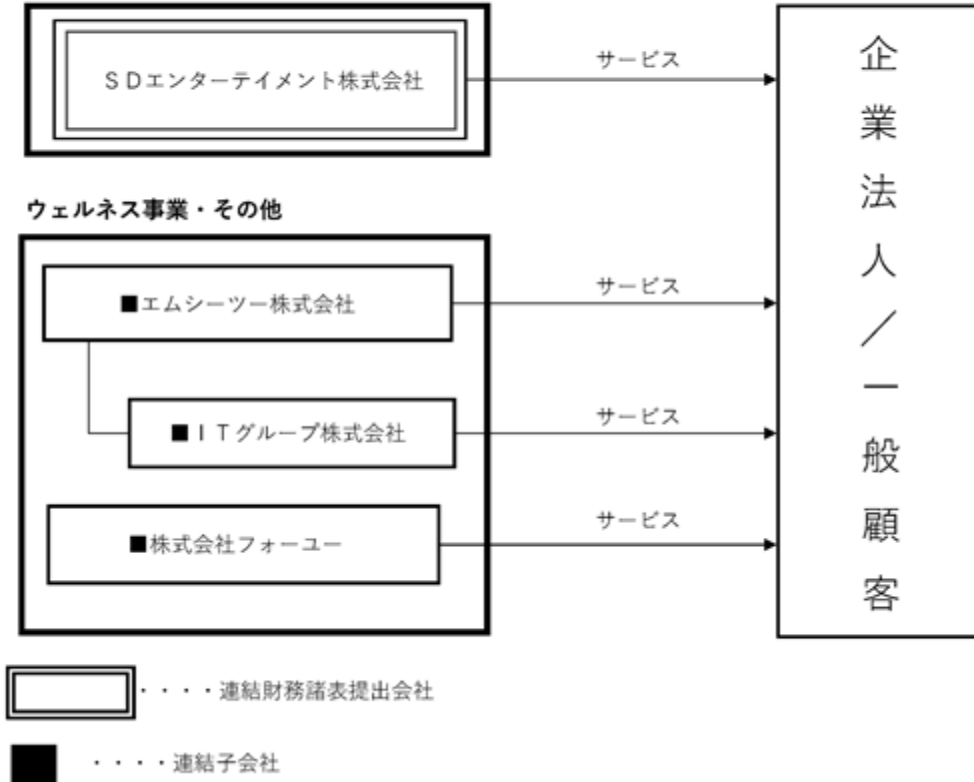 SDエンターテイメント株式会社
サービス
ウェルネス事業・その他
■エムシーツー株式会社
サービス
■ITグループ株式会社
サービス
■株式会社フォーユー
サービス
企業法人／一般顧客
・・・・連結財務諸表提出会社
・・・・連結子会社